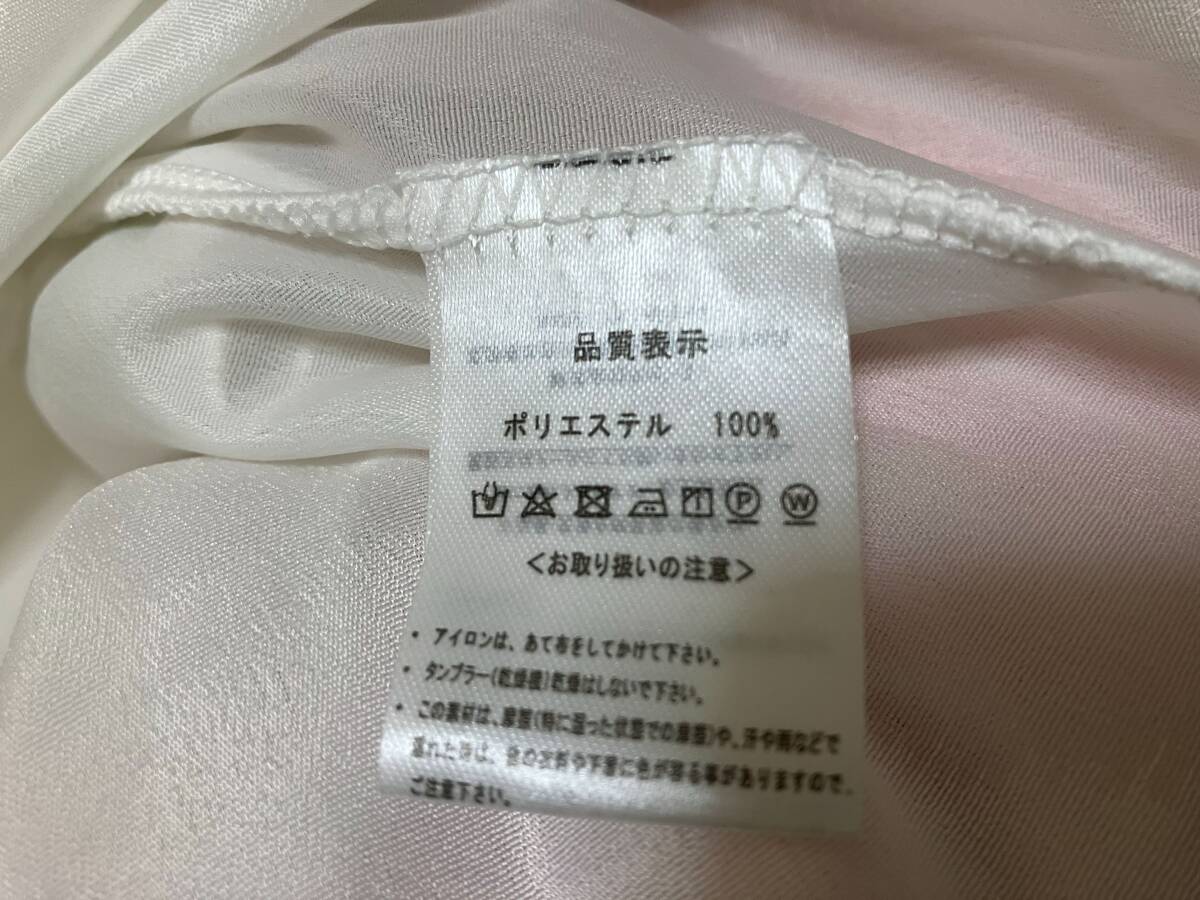 品質表示
ポリエステル 100%
P W
<お取り扱いの注意>
・アイロンは、あて布をしてかけて下さい。
・タンブラー(乾燥機)乾燥はしないで下さい。
・この素材は、摩擦(特に湿った状態での摩擦)や、汗や雨などで
濡れた時は、他の衣料や下着に色が移る事がありますので、
ご注意下さい。